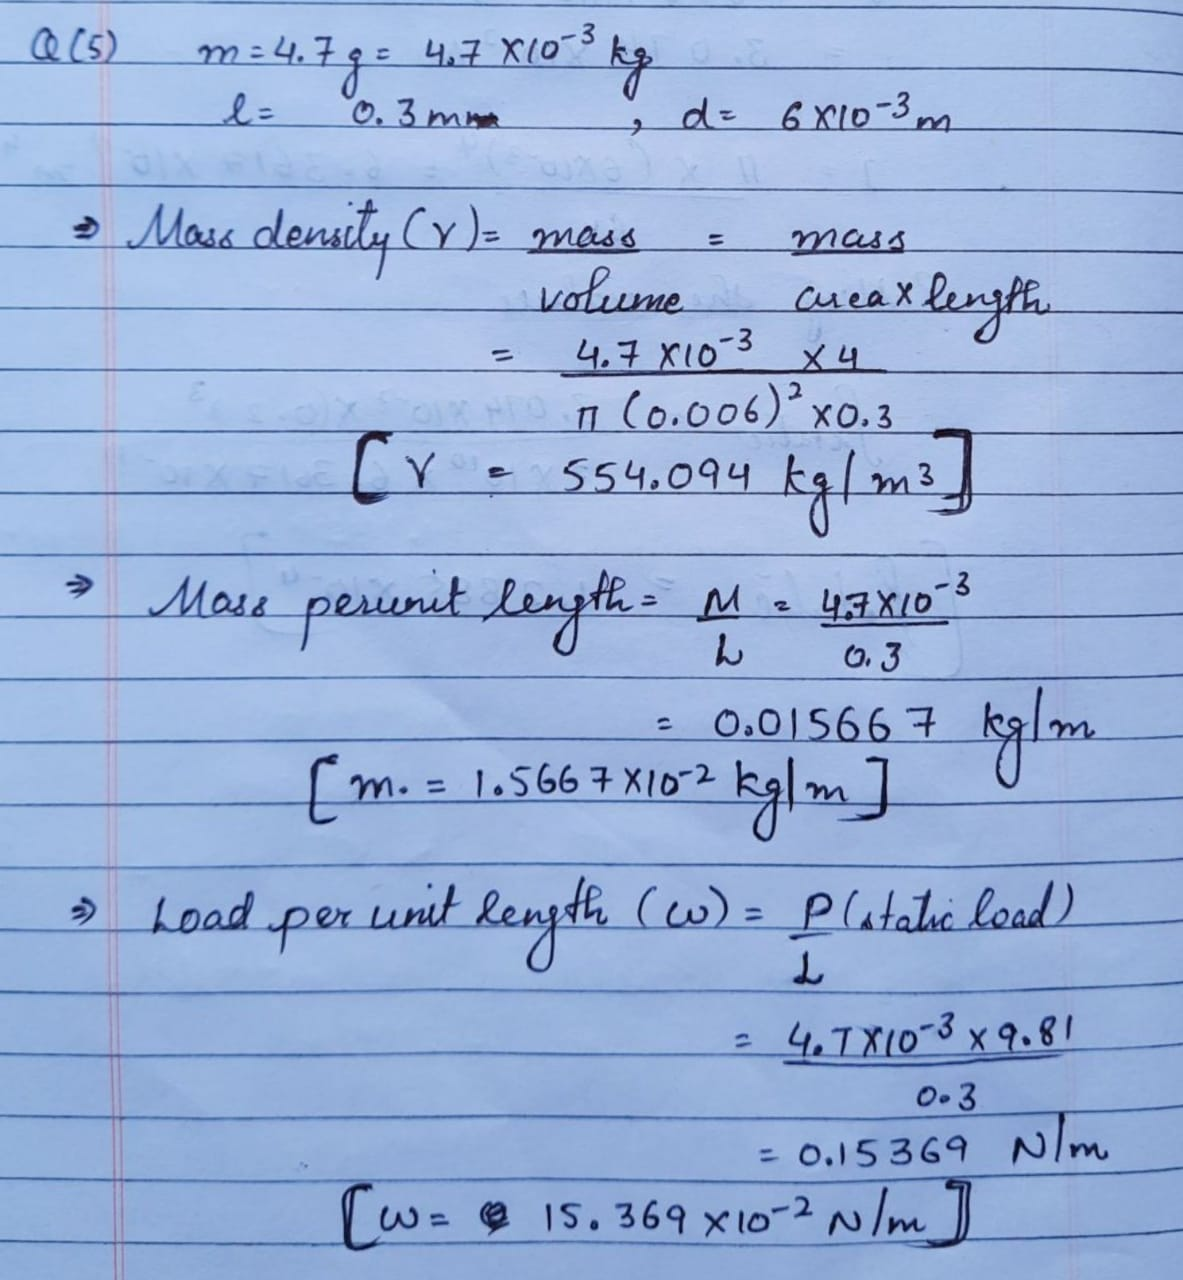 Q(5) m = 4.7 g = 4.7 ×10⁻³ kg
l = 0.3 m , d = 6×10⁻³ m
⇒ Mass density (γ) = mass = mass
volume area × length
= 4.7 ×10⁻³ × 4
π (0.006)² × 0.3
[ γ = 554.094 kg/m³ ]
⇒ Mass per unit length = M = 4.7×10⁻³
L 0.3
= 0.015667 kg/m
[ m. = 1.5667×10⁻² kg/m ]
⇒ Load per unit length (ω) = P (static load)
L
= 4.7×10⁻³ × 9.81
0.3
= 0.15369 N/m
[ ω = 15.369 ×10⁻² N/m ]